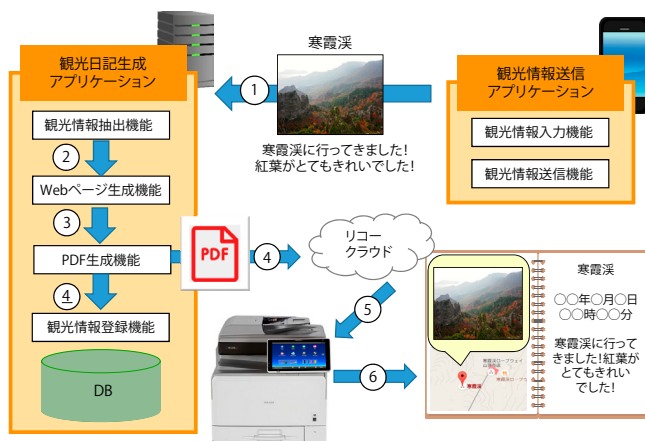 観光日記生成
アプリケーション
観光情報抽出機能
②
Webページ生成機能
③
PDF生成機能
④
観光情報登録機能
DB
寒霞渓
①
寒霞渓に行ってきました!
紅葉がとてもきれいでした!
観光情報送信
アプリケーション
観光情報入力機能
観光情報送信機能
PDF
④
リコー
クラウド
⑤
⑥
寒霞渓
寒霞渓
○○年○月○日
○○時○○分
寒霞渓に行って
きました!紅葉が
とてもきれい
でした!